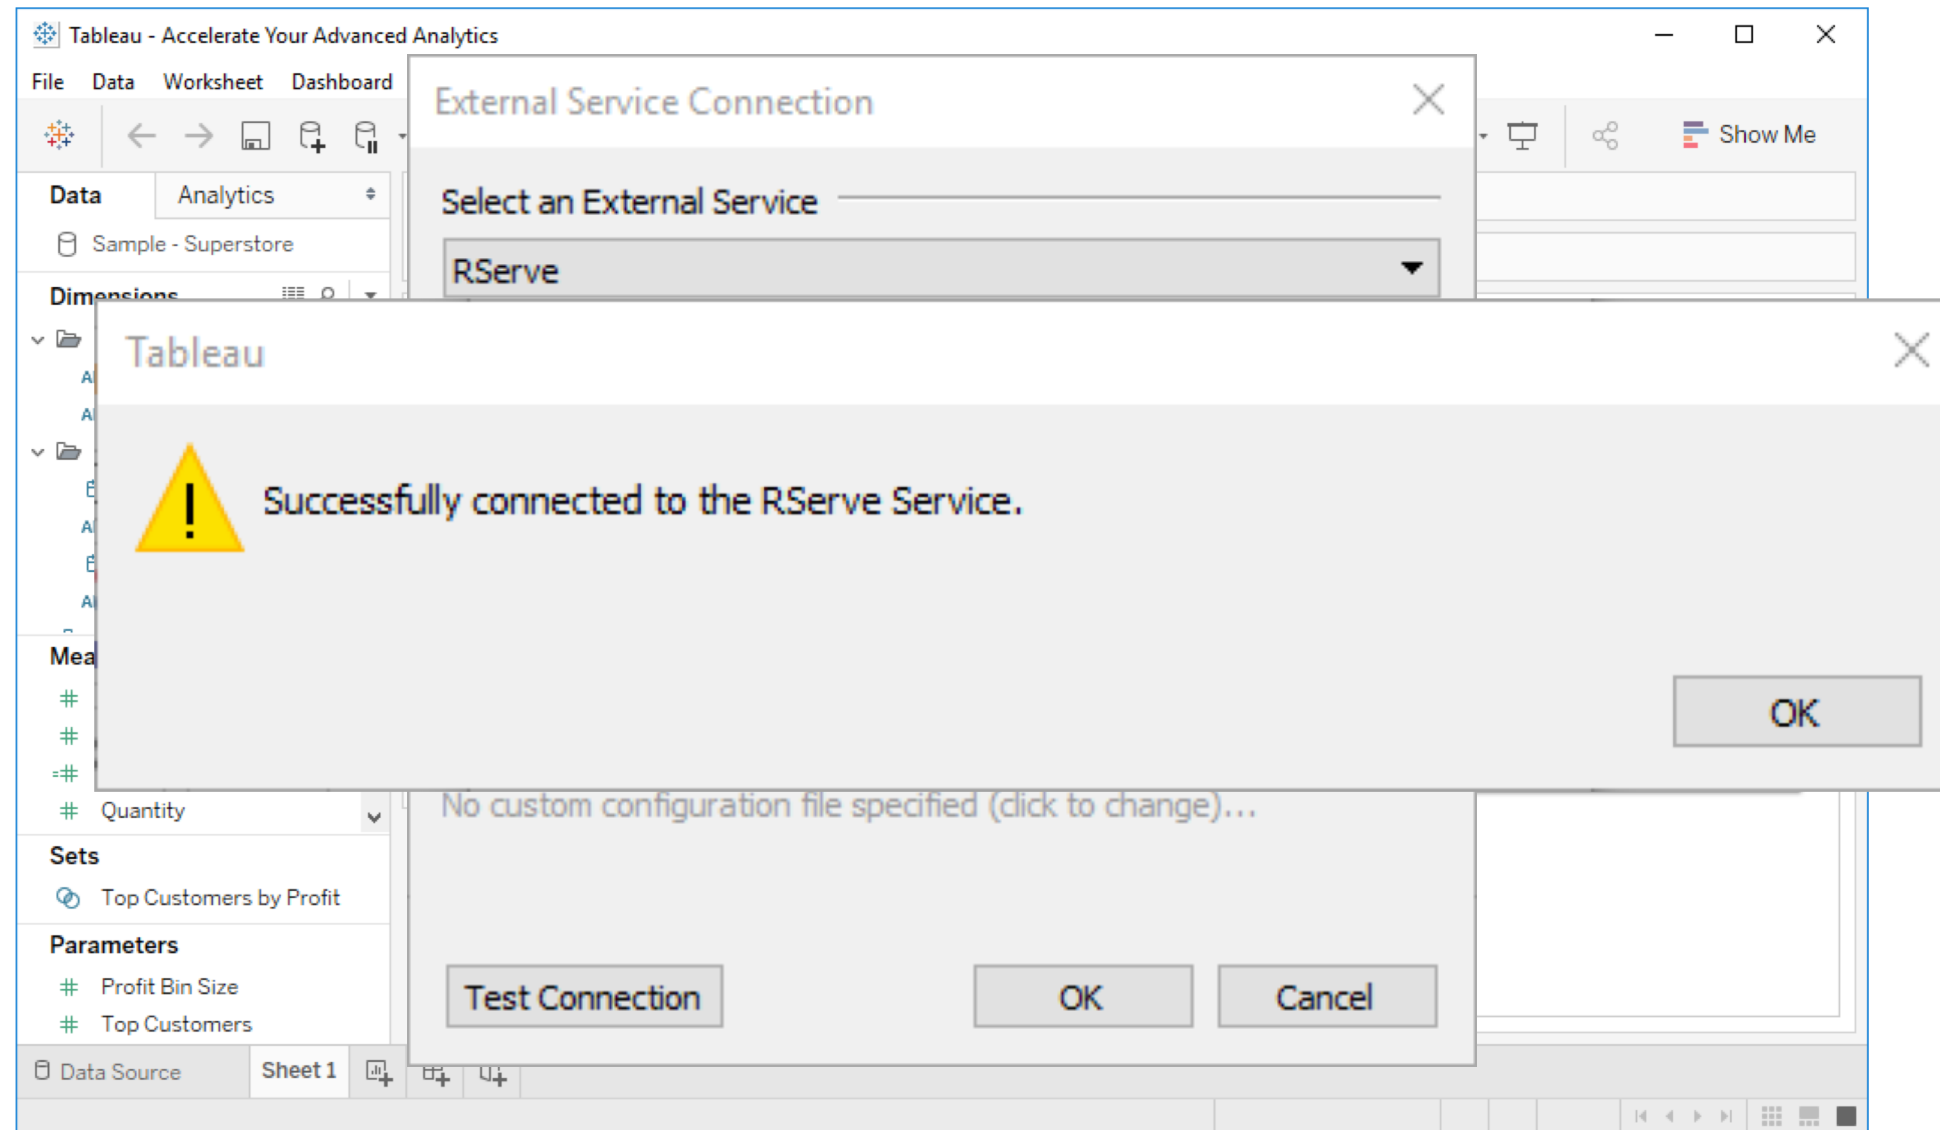 Tableau - Accelerate Your Advanced Analytics
File Data Worksheet Dashboard
External Service Connection
Show Me
Data Analytics
Select an External Service
Sample - Superstore
RServe
Dimensions
Tableau
Successfully connected to the RServe Service.
OK
No custom configuration file specified (click to change)...
Quantity
Sets
Top Customers by Profit
Parameters
Profit Bin Size
Top Customers
Test Connection OK Cancel
Data Source Sheet 1